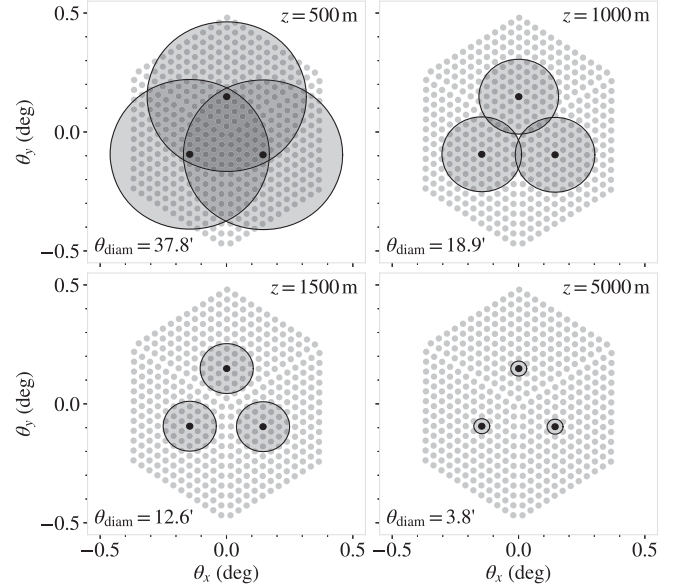 z = 500 m
z = 1000 m
0.5
0.0
−0.5
θy (deg)
θdiam = 37.8'
θdiam = 18.9'
z = 1500 m
z = 5000 m
0.5
0.0
−0.5
θy (deg)
θdiam = 12.6'
θdiam = 3.8'
−0.5
0.0
0.5
−0.5
0.0
0.5
θx (deg)
θx (deg)